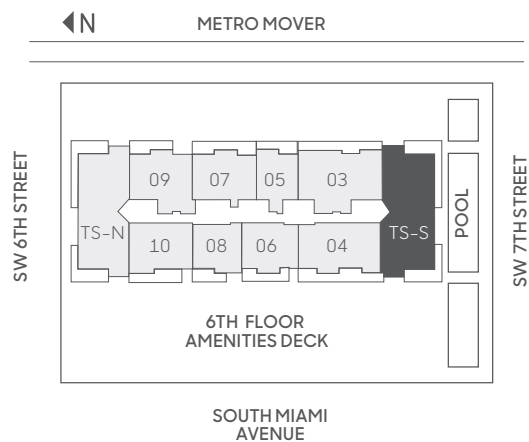 N
METRO MOVER
SW 6TH STREET
09
07
05
03
TS-N
TS-S
10
08
06
04
POOL
SW 7TH STREET
6TH FLOOR
AMENITIES DECK
SOUTH MIAMI
AVENUE